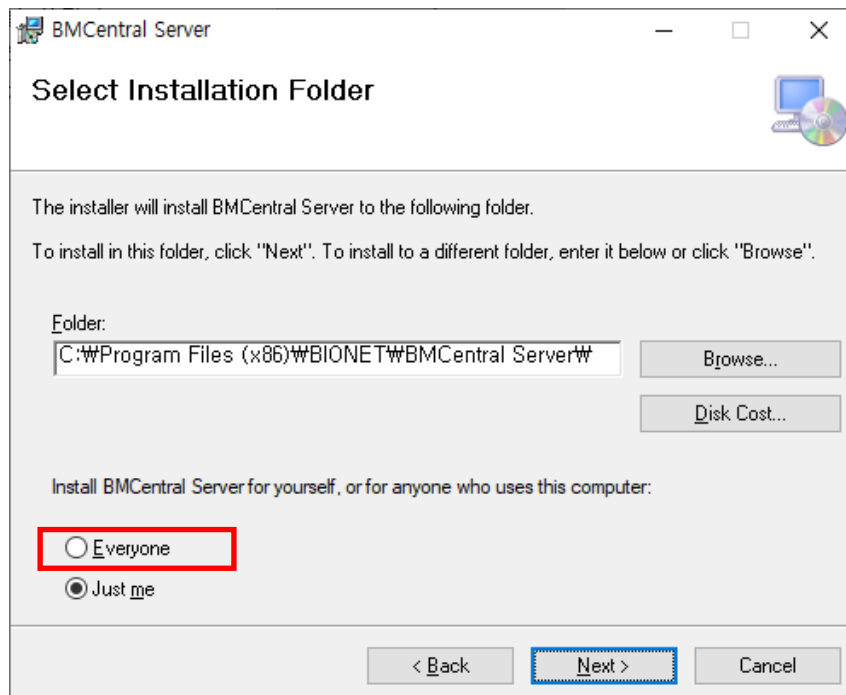 BMCentral Server
Select Installation Folder
The installer will install BMCentral Server to the following folder.
To install in this folder, click "Next". To install to a different folder, enter it below or click "Browse".
Folder:
C:₩Program Files (x86)₩BIONET₩BMCentral Server₩
Browse...
Disk Cost...
Install BMCentral Server for yourself, or for anyone who uses this computer:
Everyone
Just me
< Back
Next >
Cancel